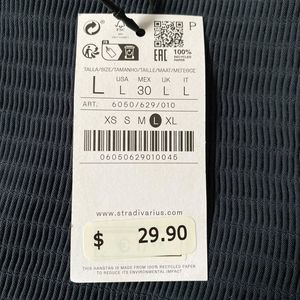 P
FSC
100%
RECYCLED
PAPER
TALLA/SIZE/TAMANHO/TAILLE/MAAT/МЕГЕСЕ
L USA MEX UK IT
L 30 L L
ART. 6050/629/010
XS S M L XL
06050629010045
www.stradivarius.com
$ 29.90
THIS HANGTAG IS MADE FROM 100% RECYCLED PAPER
TO REDUCE ITS ENVIRONMENTAL IMPACT